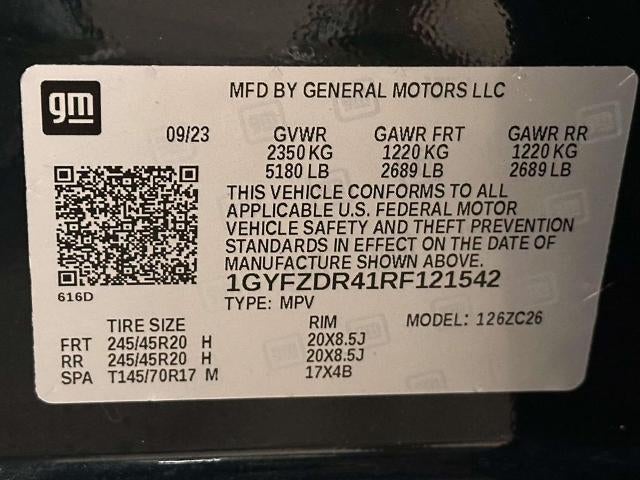 gm
MFD BY GENERAL MOTORS LLC
09/23 GVWR GAWR FRT GAWR RR
2350 KG 1220 KG 1220 KG
5180 LB 2689 LB 2689 LB
THIS VEHICLE CONFORMS TO ALL
APPLICABLE U.S. FEDERAL MOTOR
VEHICLE SAFETY AND THEFT PREVENTION
STANDARDS IN EFFECT ON THE DATE OF
MANUFACTURE SHOWN ABOVE.
616D
1GYFZDR41RF121542
TYPE: MPV
TIRE SIZE RIM MODEL: 126ZC26
FRT 245/45R20 H 20X8.5J
RR 245/45R20 H 20X8.5J
SPA T145/70R17 M 17X4B